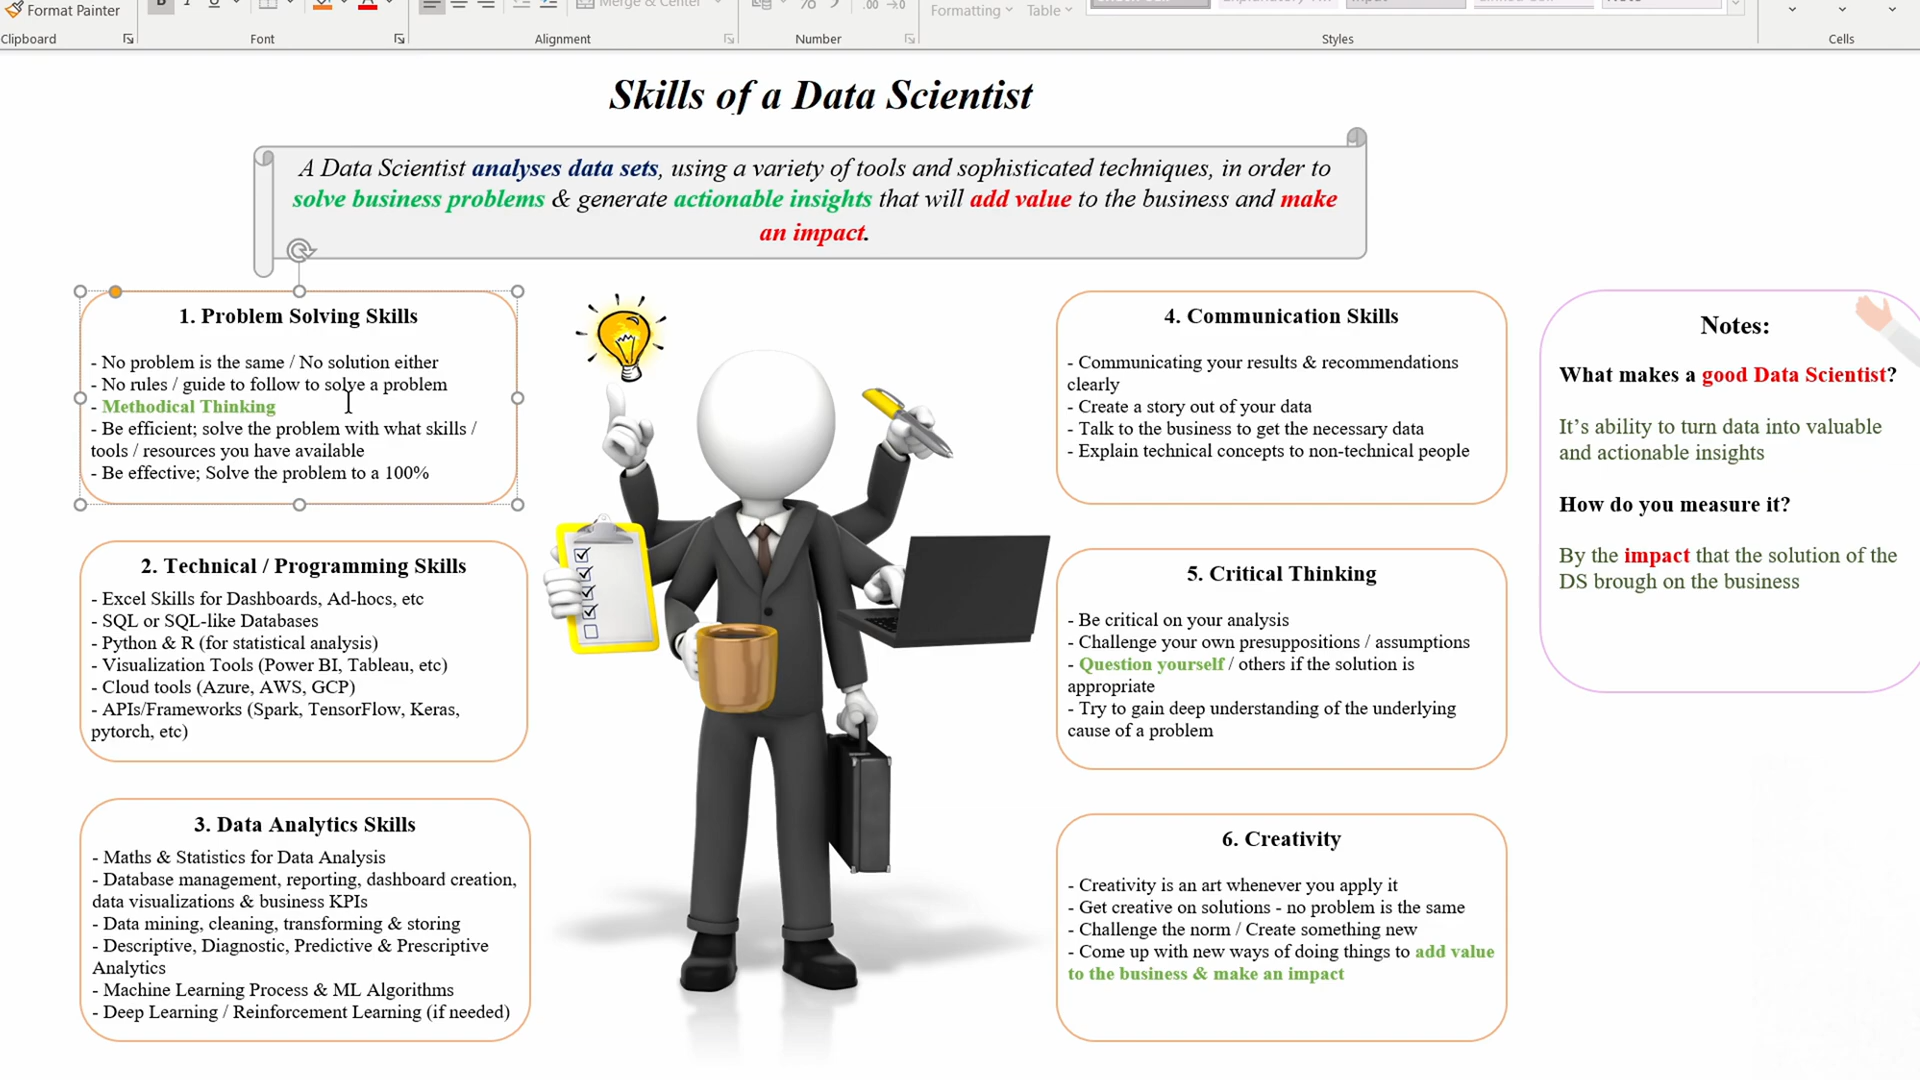 Format Painter
Merge & Center
Formatting
Table
Clipboard
Font
Alignment
Number
Styles
Cells
Skills of a Data Scientist
A Data Scientist analyses data sets, using a variety of tools and sophisticated techniques, in order to
solve business problems & generate actionable insights that will add value to the business and make
an impact.
1. Problem Solving Skills
- No problem is the same / No solution either
- No rules / guide to follow to solve a problem
- Methodical Thinking
- Be efficient; solve the problem with what skills /
tools / resources you have available
- Be effective; Solve the problem to a 100%
2. Technical / Programming Skills
- Excel Skills for Dashboards, Ad-hocs, etc
- SQL or SQL-like Databases
- Python & R (for statistical analysis)
- Visualization Tools (Power BI, Tableau, etc)
- Cloud tools (Azure, AWS, GCP)
- APIs/Frameworks (Spark, TensorFlow, Keras,
pytorch, etc)
3. Data Analytics Skills
- Maths & Statistics for Data Analysis
- Database management, reporting, dashboard creation,
data visualizations & business KPIs
- Data mining, cleaning, transforming & storing
- Descriptive, Diagnostic, Predictive & Prescriptive
Analytics
- Machine Learning Process & ML Algorithms
- Deep Learning / Reinforcement Learning (if needed)
4. Communication Skills
- Communicating your results & recommendations
clearly
- Create a story out of your data
- Talk to the business to get the necessary data
- Explain technical concepts to non-technical people
5. Critical Thinking
- Be critical on your analysis
- Challenge your own presuppositions / assumptions
- Question yourself / others if the solution is
appropriate
- Try to gain deep understanding of the underlying
cause of a problem
6. Creativity
- Creativity is an art whenever you apply it
- Get creative on solutions - no problem is the same
- Challenge the norm / Create something new
- Come up with new ways of doing things to add value
to the business & make an impact
Notes:
What makes a good Data Scientist?
It's ability to turn data into valuable
and actionable insights
How do you measure it?
By the impact that the solution of the
DS brough on the business